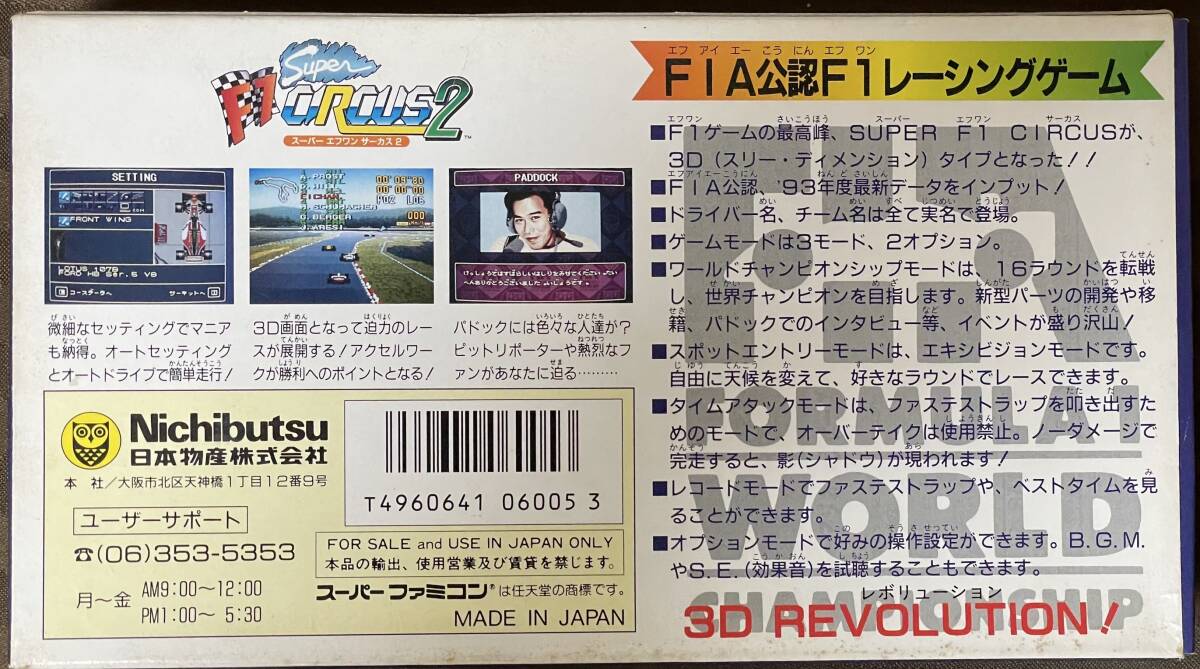 Super
F1 CIRCUS 2™
スーパー エフワン サーカス 2
SETTING
FRONT WING
LOTUS 107B
コースデータへ
サーキットへ
A. PROST
D. HILL
EICHAN
M. SCHUMACHER
G. BERGER
J. ALESI
PO2 L06
000
PADDOCK
けっしょうではすばらしいはしりをみせてください
微細なセッティングでマニア
も納得。オートセッティング
とオートドライブで簡単走行!
3D画面となって迫力のレー
スが展開する!アクセルワー
クが勝利へのポイントとなる!
パドックには色々な人達が?
ピットリポーターや熱烈なフ
ァンがあなたに迫る………
Nichibutsu
日本物産株式会社
本 社/大阪市北区天神橋1丁目12番9号
ユーザーサポート
☎(06)353-5353
月~金
AM9:00~12:00
PM1:00~ 5:30
T4960641 06005 3
FOR SALE and USE IN JAPAN ONLY
本品の輸出、使用営業及び賃貸を禁じます。
スーパーファミコン®は任天堂の商標です。
MADE IN JAPAN
エフ アイ エー こう にん エフ ワン
FIA公認F1レーシングゲーム
■F1ゲームの最高峰、SUPER F1 CIRCUSが、
3D(スリー・ディメンション)タイプとなった!!
■FIA公認、'93年度最新データをインプット!
■ドライバー名、チーム名は全て実名で登場。
■ゲームモードは3モード、2オプション。
■ワールドチャンピオンシップモードは、16ラウンドを転戦
し、世界チャンピオンを目指します。新型パーツの開発や移
籍、パドックでのインタビュー等、イベントが盛り沢山!
■スポットエントリーモードは、エキシビジョンモードです。
自由に天候を変えて、好きなラウンドでレースできます。
■タイムアタックモードは、ファステストラップを叩き出すた
めのモードで、オーバーテイクは使用禁止。ノーダメージで
完走すると、影(シャドウ)が現われます!
■レコードモードでファステストラップや、ベストタイムを見
ることができます。
■オプションモードで好みの操作設定ができます。B.G.M.
やS.E.(効果音)を試聴することもできます。
レボリューション
3D REVOLUTION!
FIA
FORMULA 1
WORLD
CHAMPIONSHIP